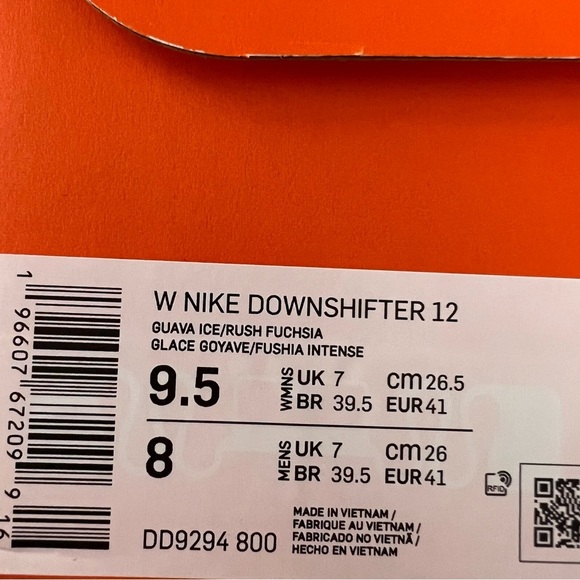 W NIKE DOWNSHIFTER 12
GUAVA ICE/RUSH FUCHSIA
GLACE GOYAVE/FUSHIA INTENSE
9.5 WMNS UK 7 CM 26.5
BR 39.5 EUR 41
8 MENS UK 7 CM 26
BR 39.5 EUR 41
RFID
DD9294 800
MADE IN VIETNAM /
FABRIQUE AU VIETNAM /
FABRICADO NO VIETNÃ /
HECHO EN VIETNAM
1 96607 67209 9 16